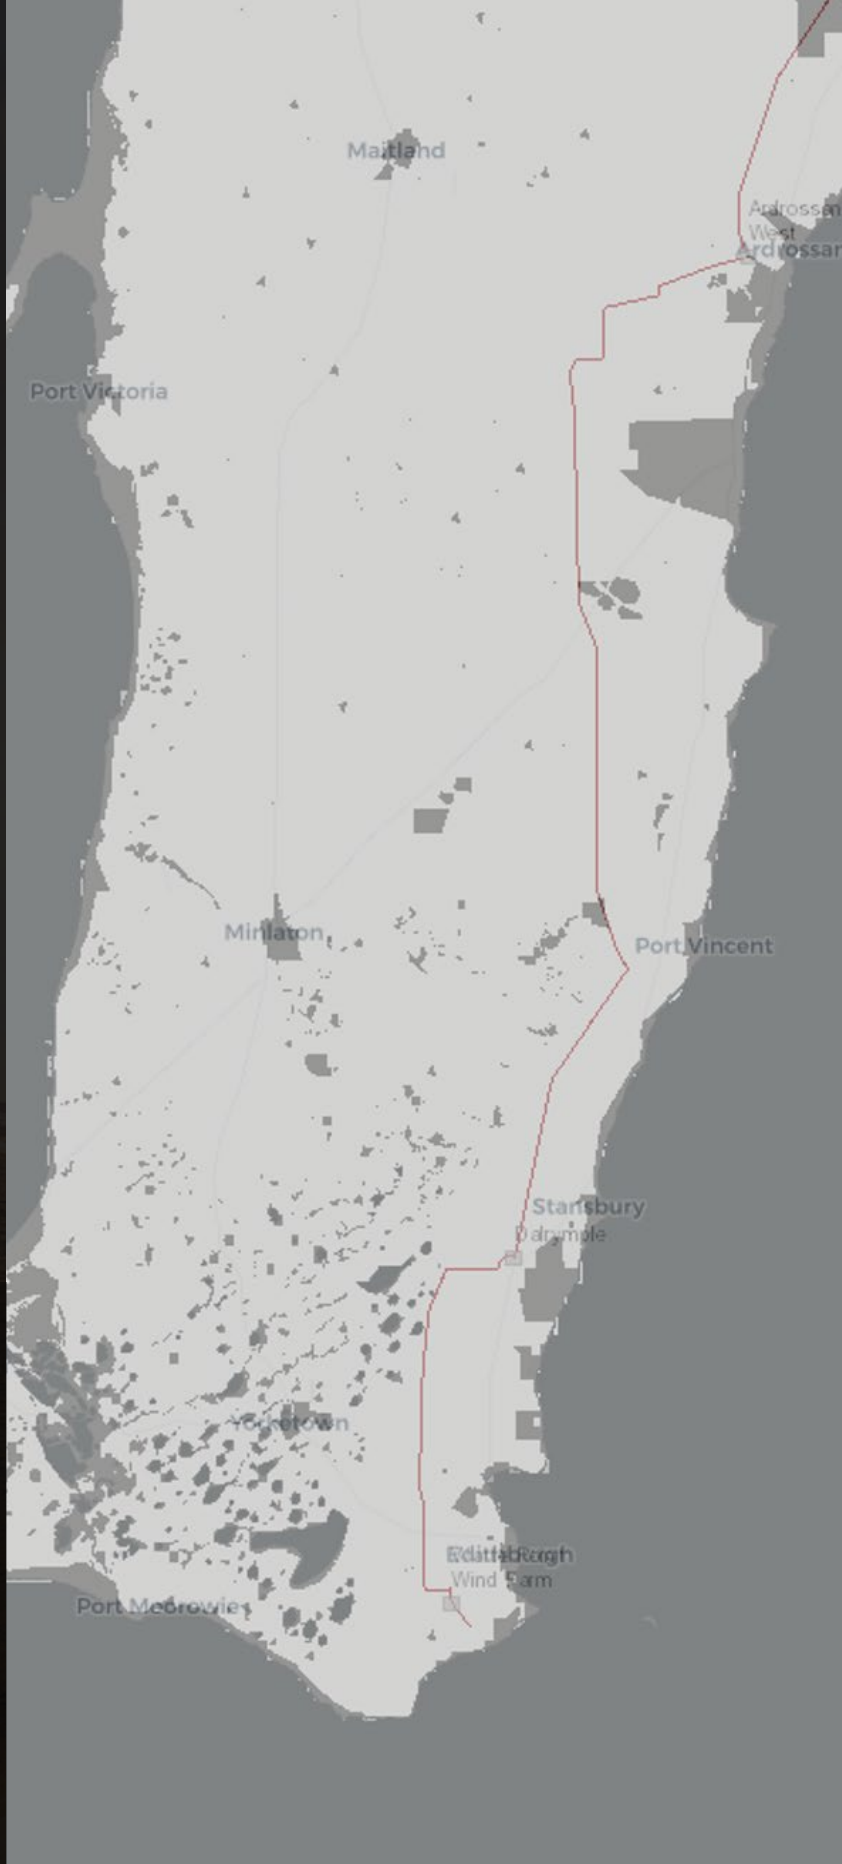 Maitland
Ardrossan
West
Ardrossan
Port Victoria
Minlaton
Port Vincent
Stansbury
Dalrymple
Yorketown
Wind Farm
Port Moorowie